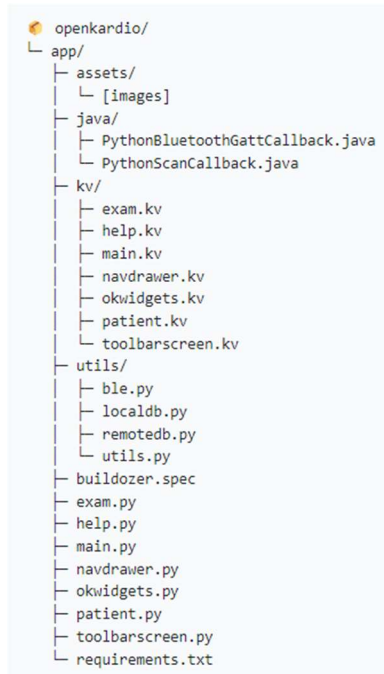 openkardio/
└─ app/
   ├─ assets/
   │  └─ [images]
   ├─ java/
   │  ├─ PythonBluetoothGattCallback.java
   │  └─ PythonScanCallback.java
   ├─ kv/
   │  ├─ exam.kv
   │  ├─ help.kv
   │  ├─ main.kv
   │  ├─ navdrawer.kv
   │  ├─ okwidgets.kv
   │  ├─ patient.kv
   │  └─ toolbarscreen.kv
   ├─ utils/
   │  ├─ ble.py
   │  ├─ localdb.py
   │  ├─ remotedb.py
   │  └─ utils.py
   ├─ buildozer.spec
   ├─ exam.py
   ├─ help.py
   ├─ main.py
   ├─ navdrawer.py
   ├─ okwidgets.py
   ├─ patient.py
   ├─ toolbarscreen.py
   └─ requirements.txt